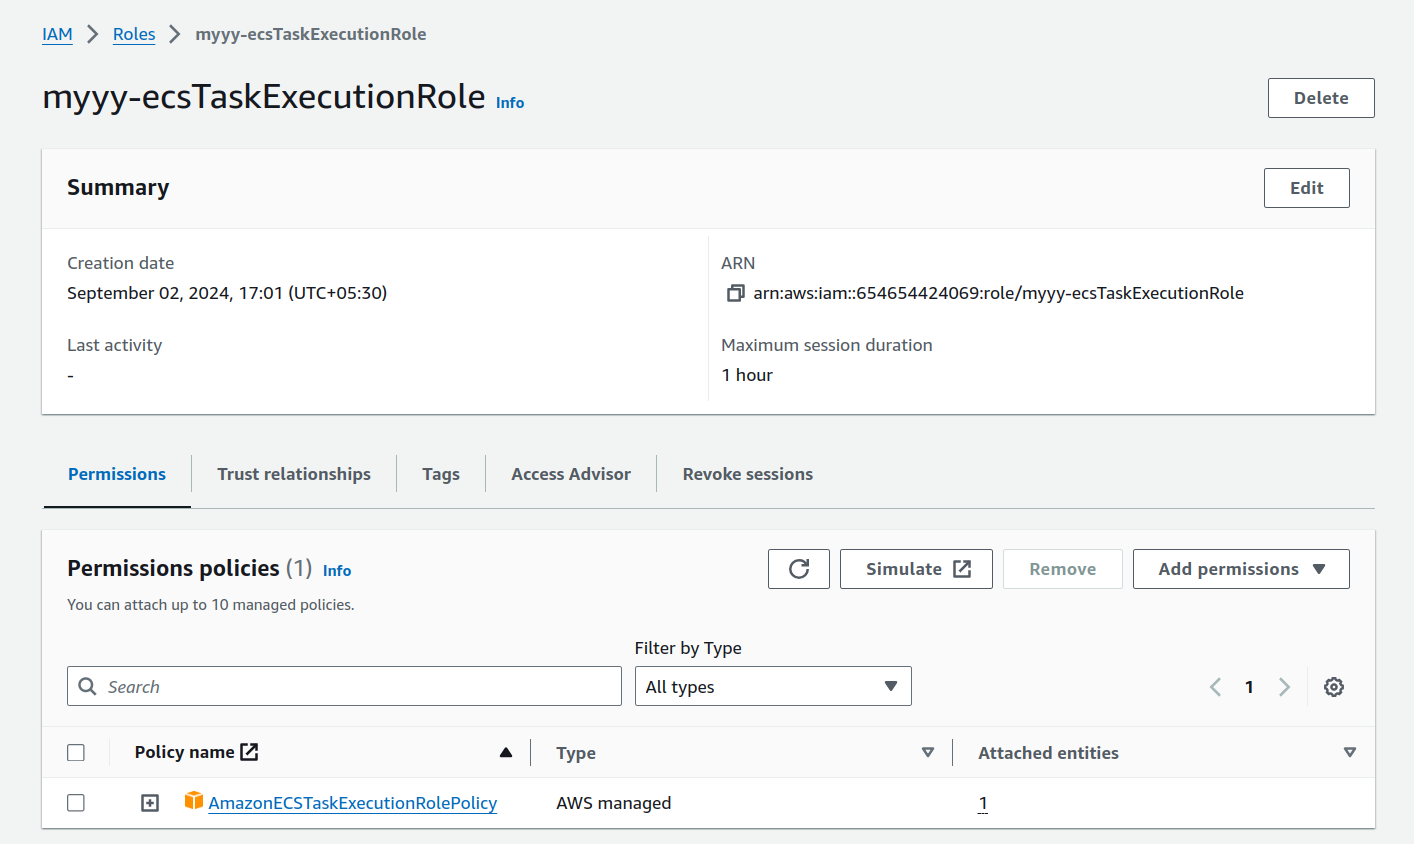 IAM > Roles > myyy-ecsTaskExecutionRole
myyy-ecsTaskExecutionRole Info
Delete
Summary
Edit
Creation date
September 02, 2024, 17:01 (UTC+05:30)
ARN
arn:aws:iam::654654424069:role/myyy-ecsTaskExecutionRole
Last activity
-
Maximum session duration
1 hour
Permissions Trust relationships Tags Access Advisor Revoke sessions
Permissions policies (1) Info
Simulate Remove Add permissions
You can attach up to 10 managed policies.
Filter by Type
Search All types 1
Policy name Type Attached entities
AmazonECSTaskExecutionRolePolicy AWS managed 1